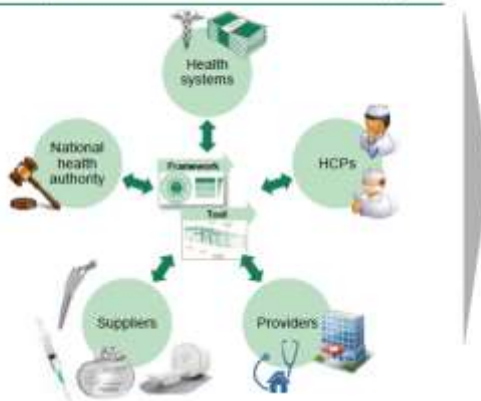 Health
systems
National
health
authority
Framework
HCPs
Tool
Suppliers
Providers